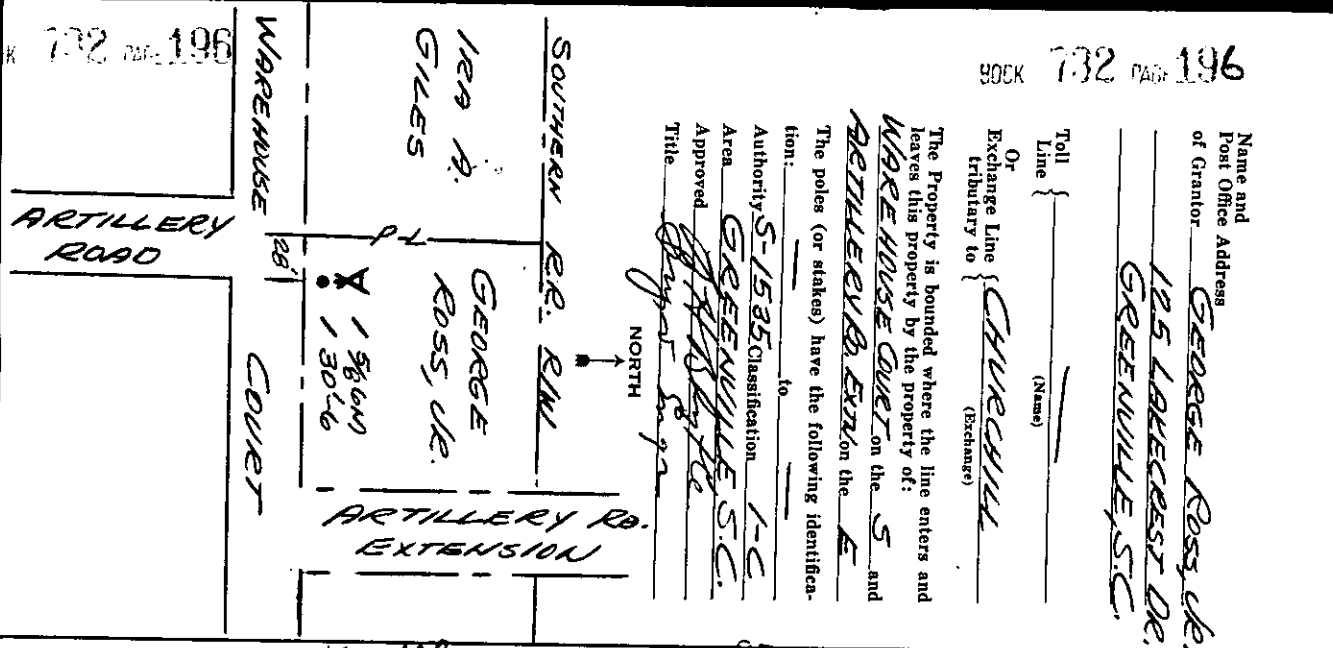 BOOK 732 PAGE 196
Name and
Post Office Address
of Grantor GEORGE ROSS, JR.
125 LAKECREST DR.
GREENVILLE, S.C.
Toll
Line
(Name)
Or
Exchange Line
tributary to CHURCHILL
(Exchange)
The Property is bounded where the line enters and
leaves this property by the property of:
WAREHOUSE COURT on the S and
ARTILLERY RD. EXTN on the E
The poles (or stakes) have the following identifica-
tion: to
Authority S-1535 Classification 1-C
Area GREENVILLE S.C.
Approved
Title
NORTH
SOUTHERN R.R. R/W
IRA A.
GILES
P-L
GEORGE
ROSS, JR.
ARTILLERY RD.
EXTENSION
A
28'
1 30'-6
WAREHOUSE COURT
ARTILLERY
ROAD
732 PAGE 196